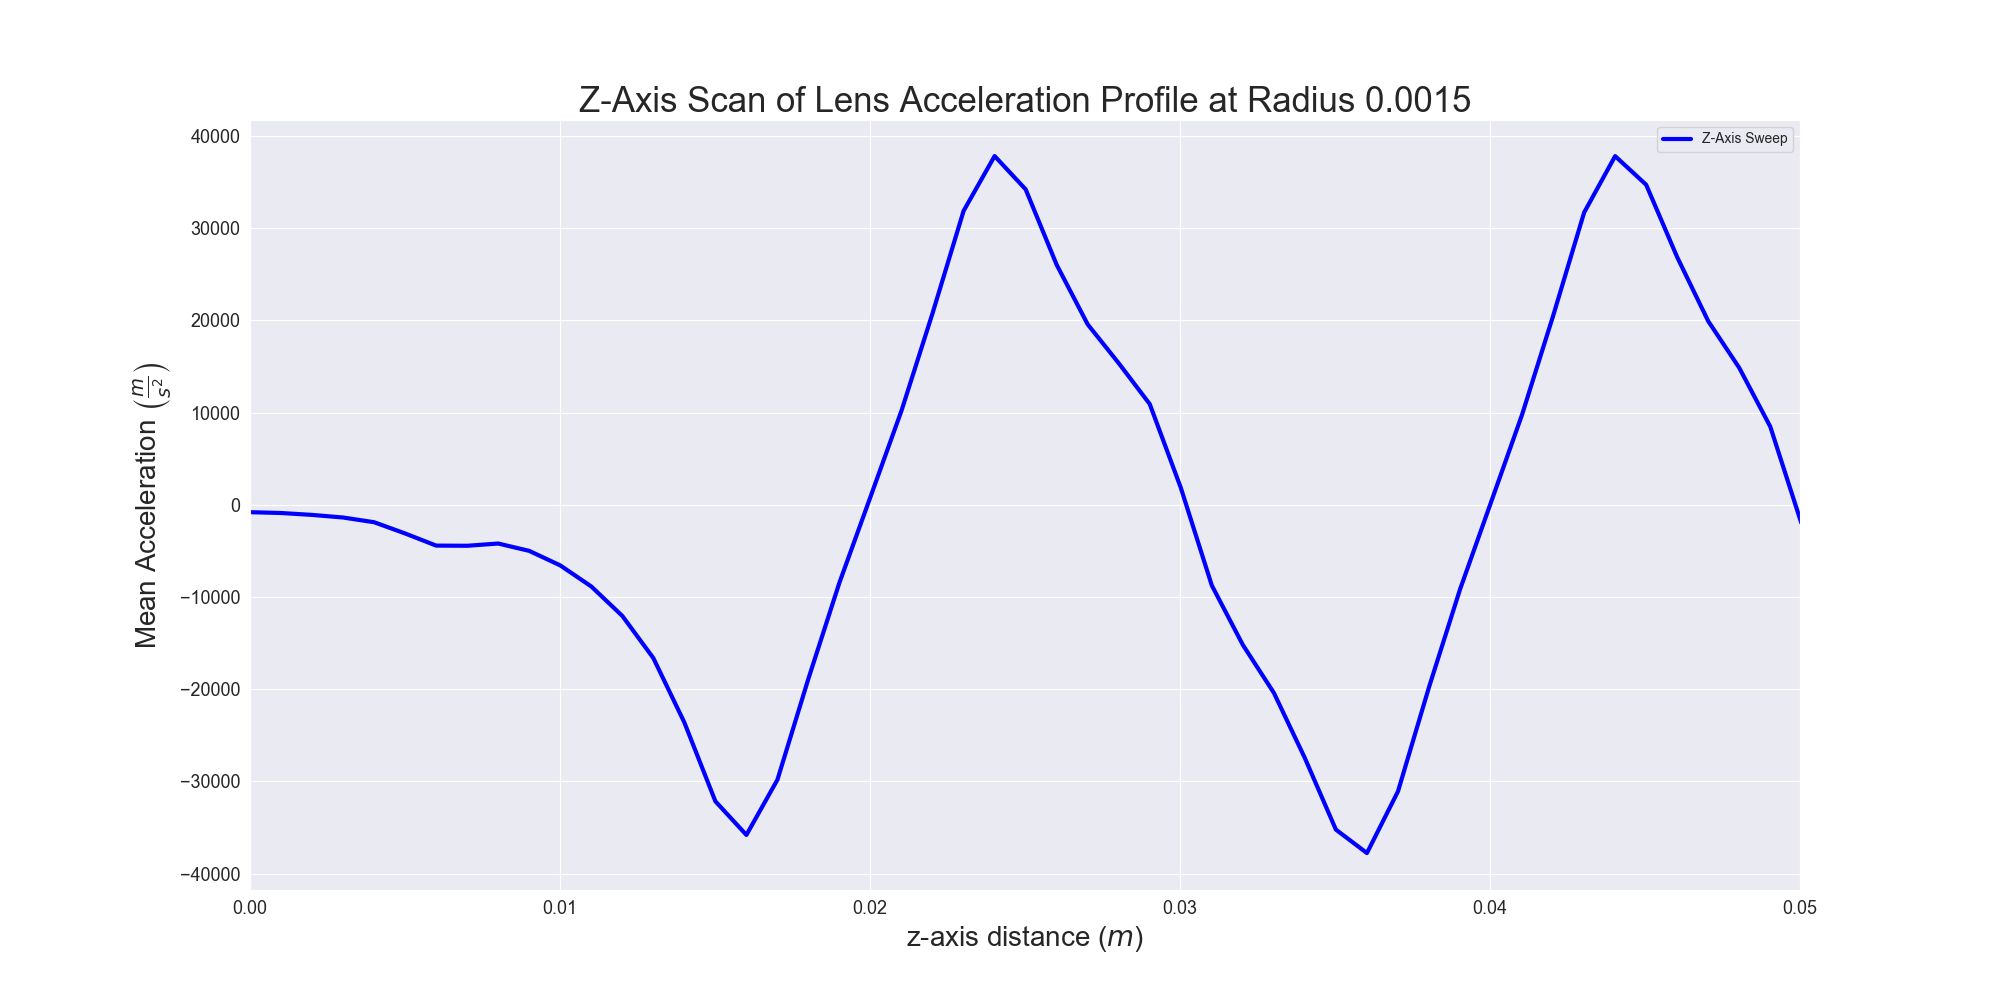 Z-Axis Scan of Lens Acceleration Profile at Radius 0.0015
Z-Axis Sweep
Mean Acceleration (m/s²)
40000
30000
20000
10000
0
−10000
−20000
−30000
−40000
0.00 0.01 0.02 0.03 0.04 0.05
z-axis distance (m)